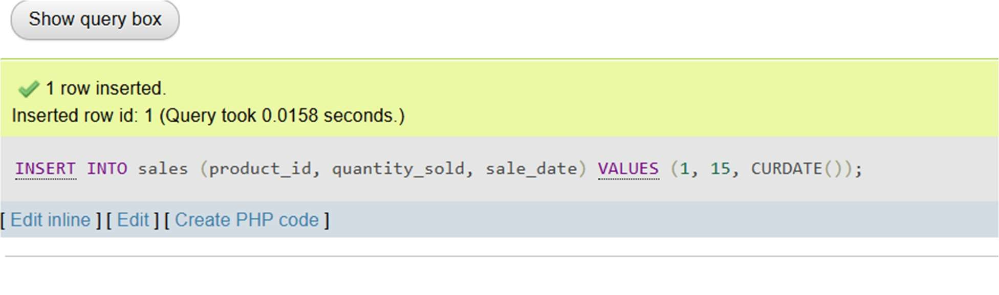 Show query box
1 row inserted.
Inserted row id: 1 (Query took 0.0158 seconds.)
INSERT INTO sales (product_id, quantity_sold, sale_date) VALUES (1, 15, CURDATE());
[ Edit inline ] [ Edit ] [ Create PHP code ]